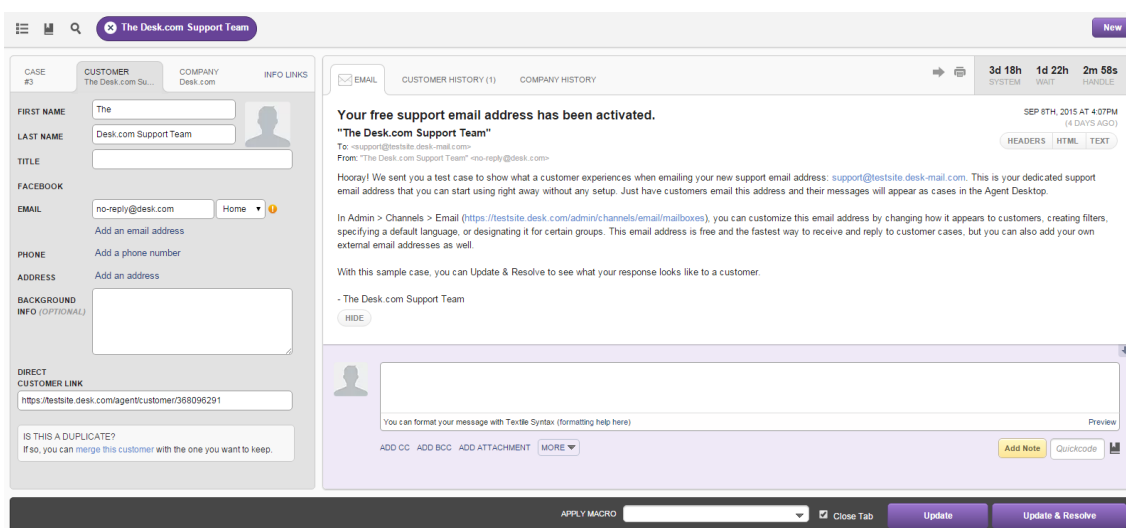 The Desk.com Support Team
New
CASE
#3
CUSTOMER
The Desk.com Su...
COMPANY
Desk.com
INFO LINKS
FIRST NAME
The
LAST NAME
Desk.com Support Team
TITLE
FACEBOOK
EMAIL
no-reply@desk.com
Home
Add an email address
PHONE
Add a phone number
ADDRESS
Add an address
BACKGROUND
INFO (OPTIONAL)
DIRECT
CUSTOMER LINK
https://testsite.desk.com/agent/customer/368096291
IS THIS A DUPLICATE?
If so, you can merge this customer with the one you want to keep.
EMAIL
CUSTOMER HISTORY (1)
COMPANY HISTORY
3d 18h
SYSTEM
1d 22h
WAIT
2m 58s
HANDLE
Your free support email address has been activated.
SEP 8TH, 2015 AT 4:07PM
(4 DAYS AGO)
"The Desk.com Support Team"
To: <support@testsite.desk-mail.com>
From: "The Desk.com Support Team" <no-reply@desk.com>
HEADERS HTML TEXT
Hooray! We sent you a test case to show what a customer experiences when emailing your new support email address: support@testsite.desk-mail.com. This is your dedicated support
email address that you can start using right away without any setup. Just have customers email this address and their messages will appear as cases in the Agent Desktop.
In Admin > Channels > Email (https://testsite.desk.com/admin/channels/email/mailboxes), you can customize this email address by changing how it appears to customers, creating filters,
specifying a default language, or designating it for certain groups. This email address is free and the fastest way to receive and reply to customer cases, but you can also add your own
external email addresses as well.
With this sample case, you can Update & Resolve to see what your response looks like to a customer.
- The Desk.com Support Team
HIDE
You can format your message with Textile Syntax (formatting help here)
Preview
ADD CC ADD BCC ADD ATTACHMENT MORE
Add Note
Quickcode
APPLY MACRO
Close Tab
Update
Update & Resolve